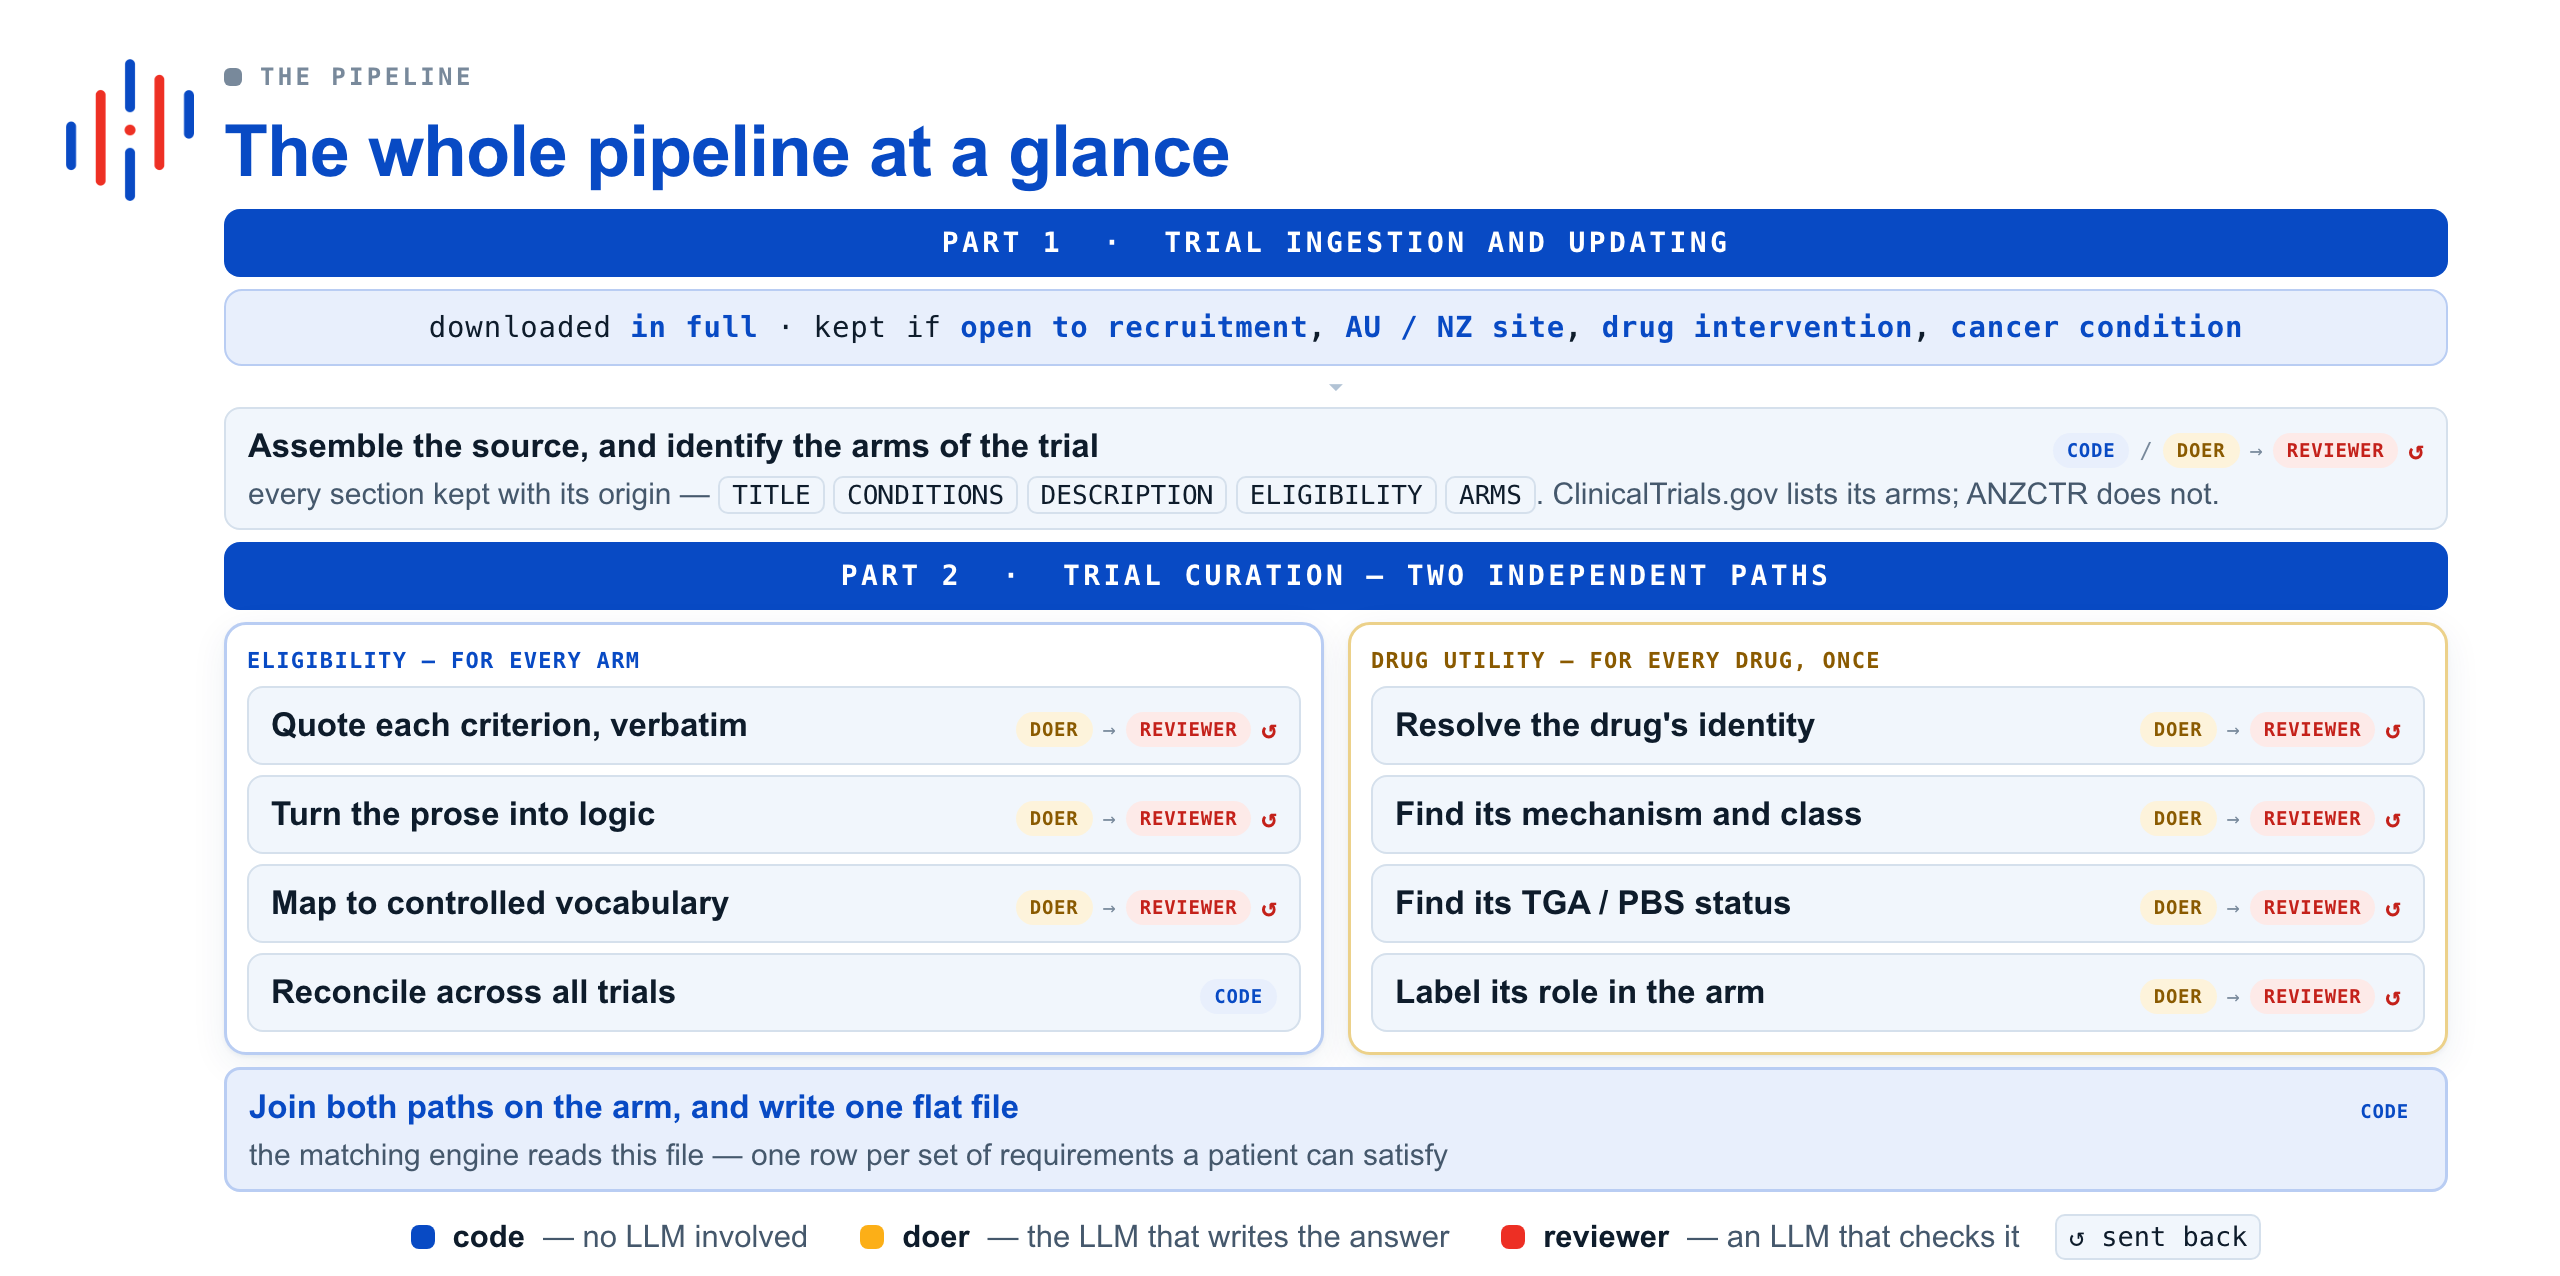 THE PIPELINE
The whole pipeline at a glance
PART 1 · TRIAL INGESTION AND UPDATING
downloaded in full · kept if open to recruitment, AU / NZ site, drug intervention, cancer condition
Assemble the source, and identify the arms of the trial
CODE / DOER → REVIEWER ↺
every section kept with its origin — TITLE CONDITIONS DESCRIPTION ELIGIBILITY ARMS. ClinicalTrials.gov lists its arms; ANZCTR does not.
PART 2 · TRIAL CURATION — TWO INDEPENDENT PATHS
ELIGIBILITY — FOR EVERY ARM
Quote each criterion, verbatim DOER → REVIEWER ↺
Turn the prose into logic DOER → REVIEWER ↺
Map to controlled vocabulary DOER → REVIEWER ↺
Reconcile across all trials CODE
DRUG UTILITY — FOR EVERY DRUG, ONCE
Resolve the drug's identity DOER → REVIEWER ↺
Find its mechanism and class DOER → REVIEWER ↺
Find its TGA / PBS status DOER → REVIEWER ↺
Label its role in the arm DOER → REVIEWER ↺
Join both paths on the arm, and write one flat file CODE
the matching engine reads this file — one row per set of requirements a patient can satisfy
code — no LLM involved doer — the LLM that writes the answer reviewer — an LLM that checks it ↺ sent back